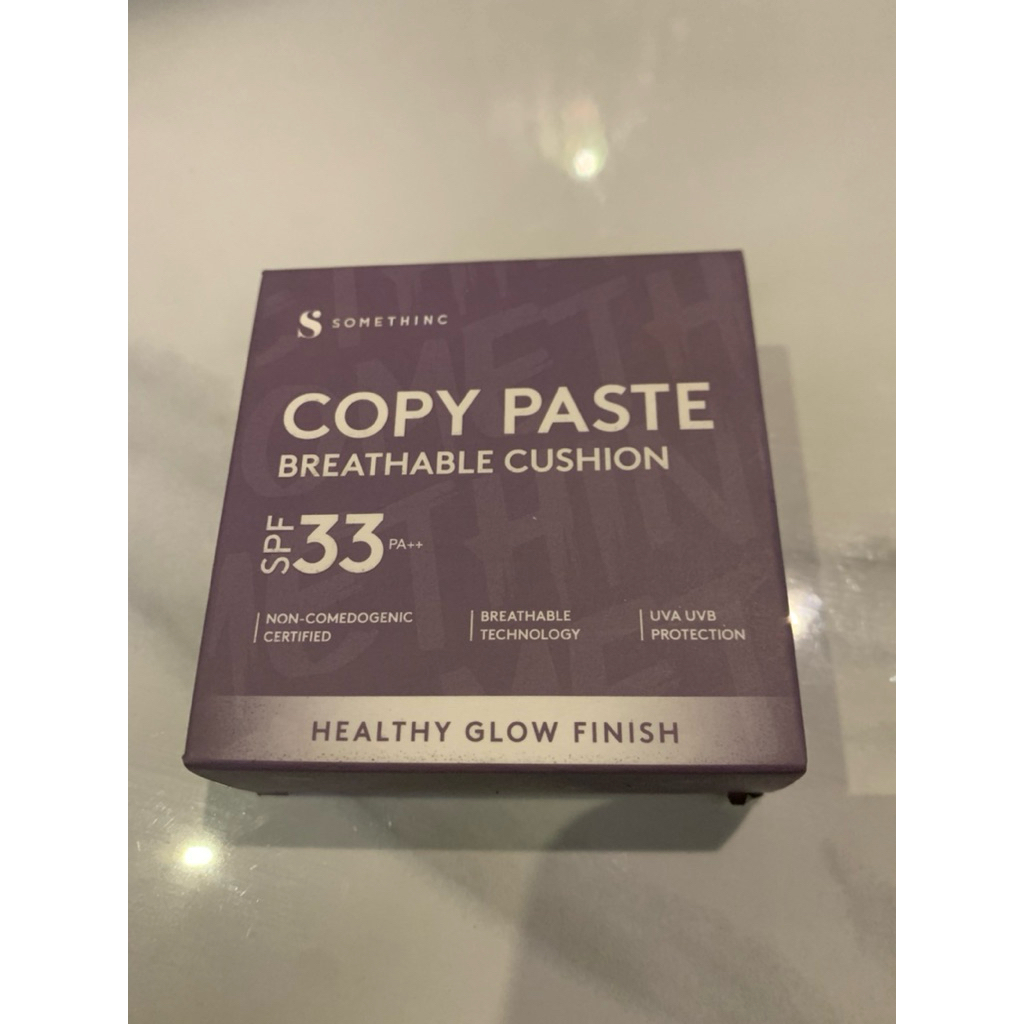 S SOMETHINC
COPY PASTE
BREATHABLE CUSHION
SPF 33 PA++
NON-COMEDOGENIC
CERTIFIED
BREATHABLE
TECHNOLOGY
UVA UVB
PROTECTION
HEALTHY GLOW FINISH